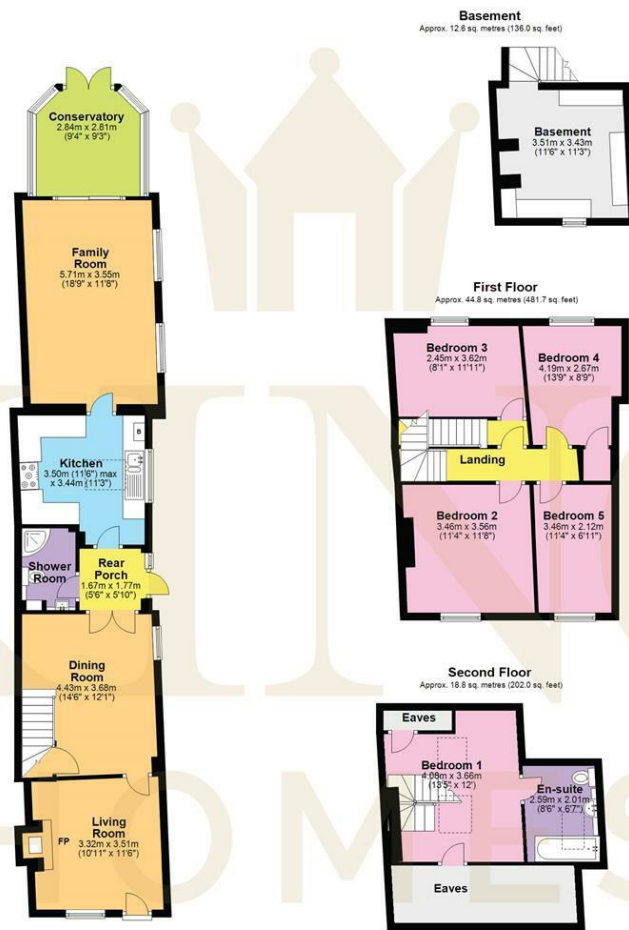 Basement
Approx. 12.6 sq. metres (136.0 sq. feet)
Conservatory
2.84m x 2.81m
(9'4" x 9'3")
Basement
3.51m x 3.43m
(11'6" x 11'3")
Family
Room
5.71m x 3.55m
(18'9" x 11'8")
First Floor
Approx. 44.8 sq. metres (481.7 sq. feet)
Bedroom 3
2.45m x 3.62m
(8'1" x 11'11")
Bedroom 4
4.19m x 2.67m
(13'9" x 8'9")
B
Kitchen
3.50m (11'6") max
x 3.44m (11'3")
Landing
Bedroom 2
3.46m x 3.56m
(11'4" x 11'8")
Bedroom 5
3.46m x 2.12m
(11'4" x 6'11")
Shower
Room
Rear
Porch
1.67m x 1.77m
(5'6" x 5'10")
Dining
Room
4.43m x 3.68m
(14'6" x 12'1")
Second Floor
Approx. 18.8 sq. metres (202.0 sq. feet)
Eaves
Bedroom 1
4.08m x 3.66m
(13'5" x 12')
En-suite
2.59m x 2.01m
(8'6" x 6'7")
Living
Room
3.32m x 3.51m
(10'11" x 11'6")
FP
Eaves
HOMES